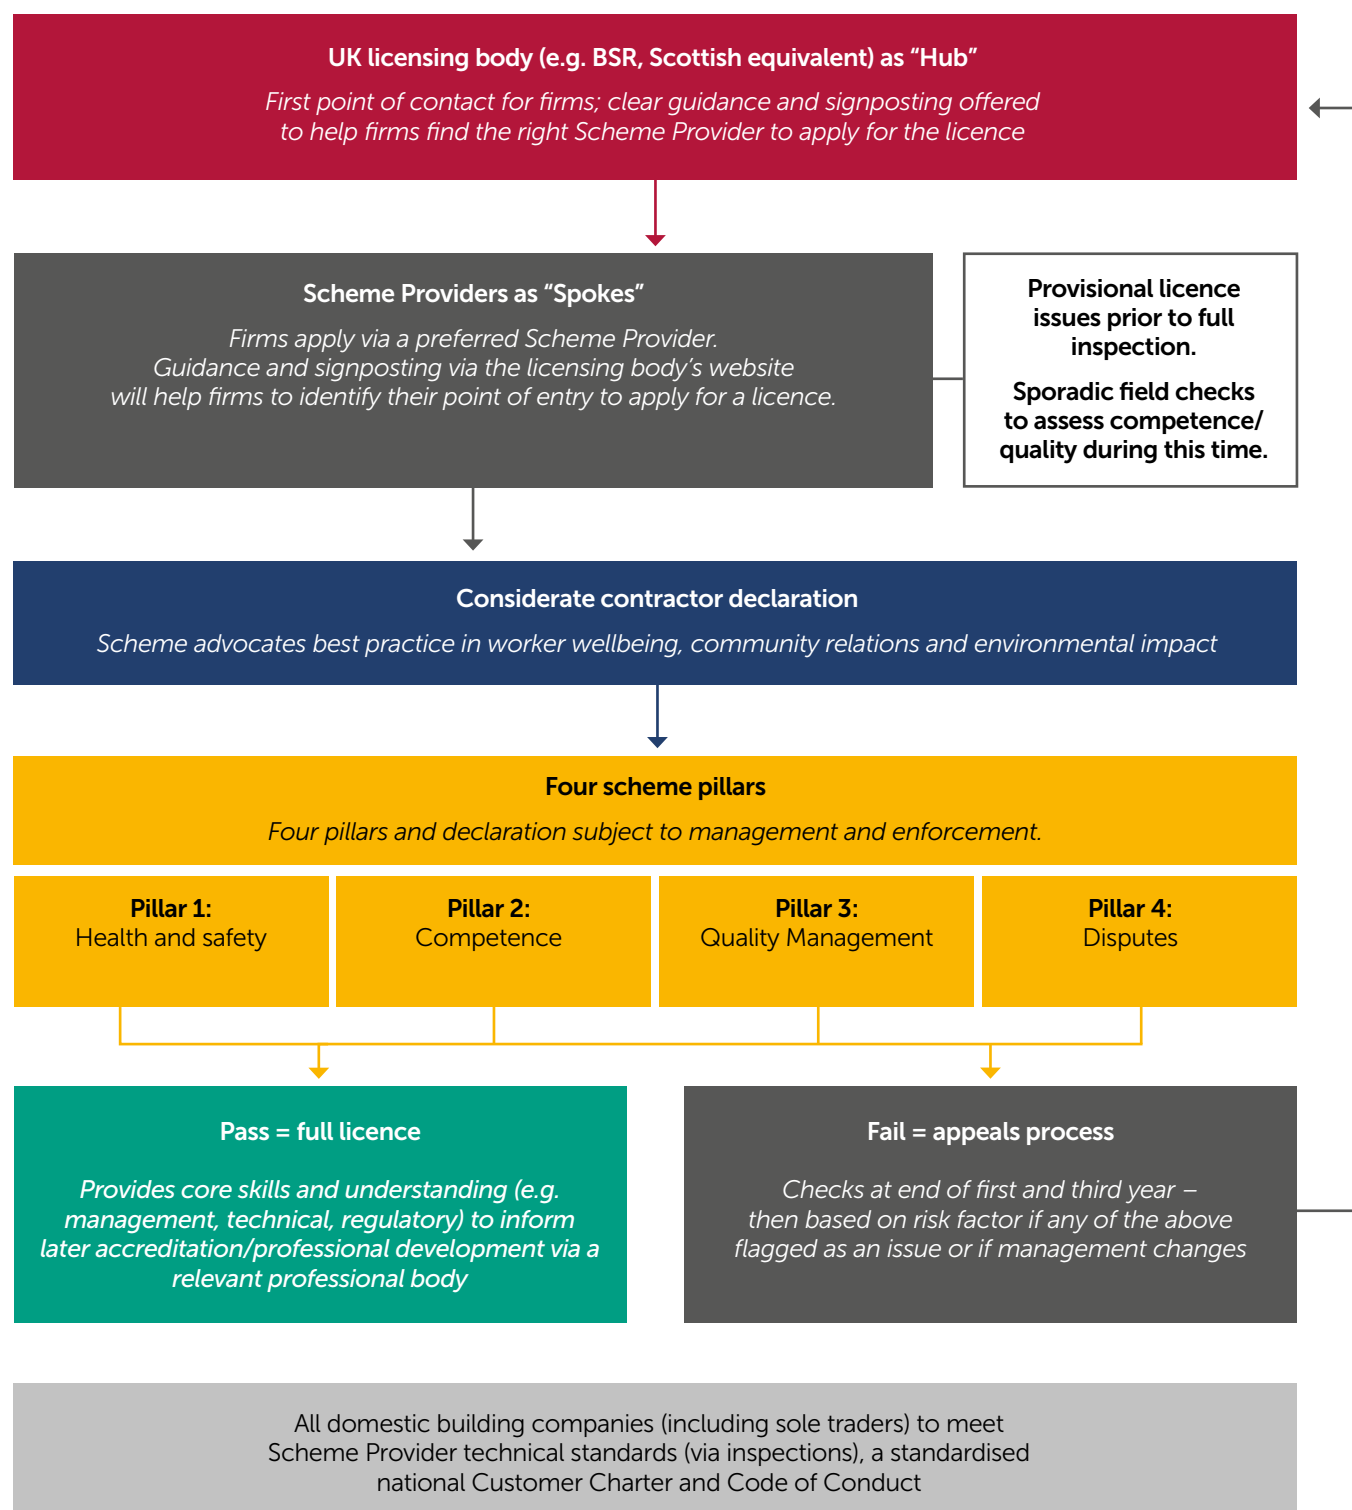 UK licensing body (e.g. BSR, Scottish equivalent) as “Hub”
First point of contact for firms; clear guidance and signposting offered
to help firms find the right Scheme Provider to apply for the licence
Scheme Providers as “Spokes”
Firms apply via a preferred Scheme Provider.
Guidance and signposting via the licensing body’s website
will help firms to identify their point of entry to apply for a licence.
Provisional licence
issues prior to full
inspection.
Sporadic field checks
to assess competence/
quality during this time.
Considerate contractor declaration
Scheme advocates best practice in worker wellbeing, community relations and environmental impact
Four scheme pillars
Four pillars and declaration subject to management and enforcement.
Pillar 1:
Health and safety
Pillar 2:
Competence
Pillar 3:
Quality Management
Pillar 4:
Disputes
Pass = full licence
Provides core skills and understanding (e.g.
management, technical, regulatory) to inform
later accreditation/professional development via a
relevant professional body
Fail = appeals process
Checks at end of first and third year –
then based on risk factor if any of the above
flagged as an issue or if management changes
All domestic building companies (including sole traders) to meet
Scheme Provider technical standards (via inspections), a standardised
national Customer Charter and Code of Conduct